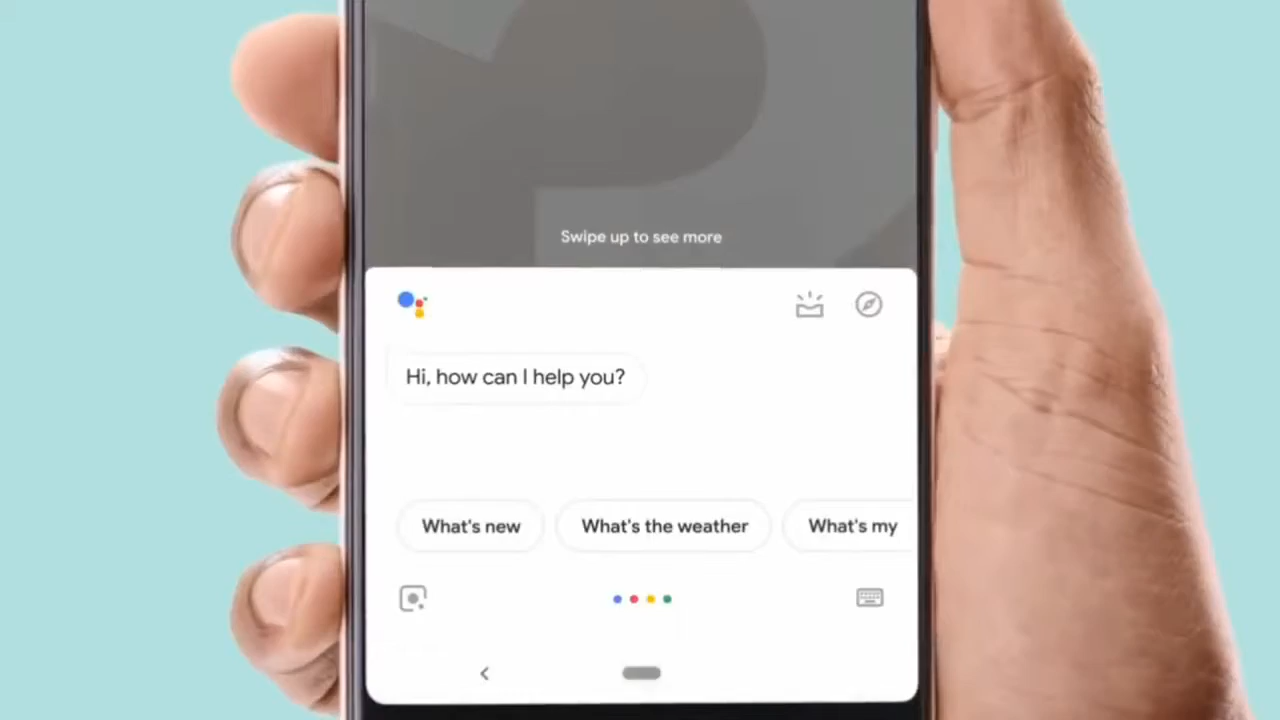 Swipe up to see more
Hi, how can I help you?
What's new
What's the weather
What's my